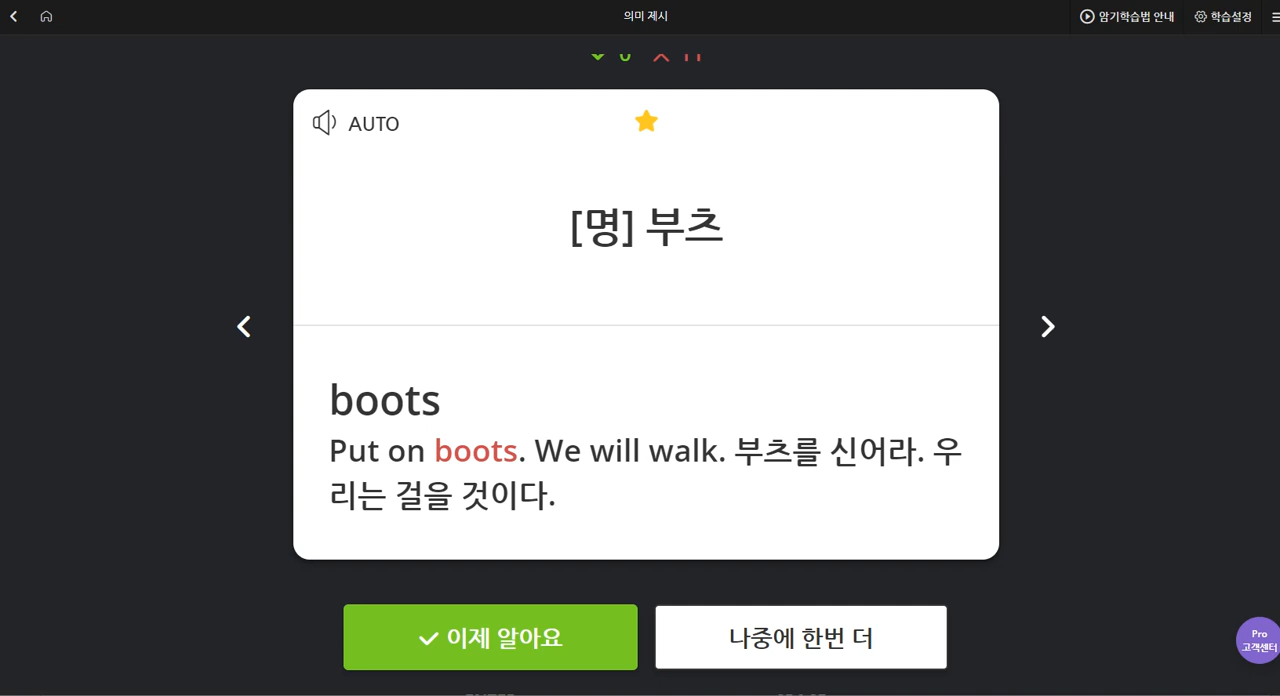 의미 제시
암기학습법 안내
학습설정
AUTO
[명] 부츠
boots
Put on boots. We will walk. 부츠를 신어라. 우
리는 걸을 것이다.
이제 알아요
나중에 한번 더
Pro
고객센터